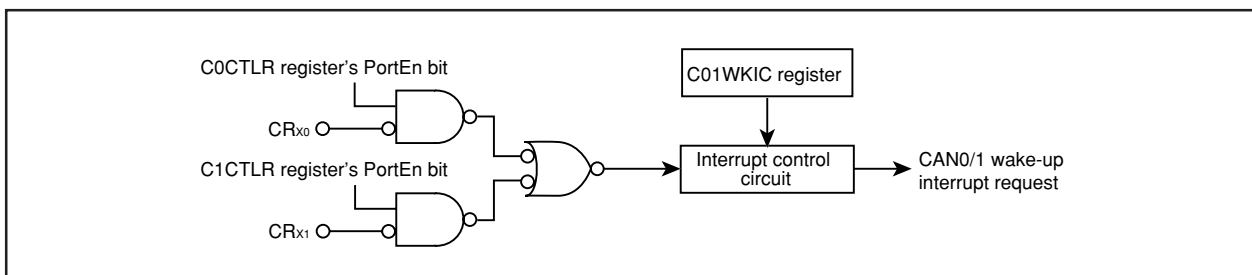 C0CTLR register's PortEn bit
CRX0
C1CTLR register's PortEn bit
CRX1
C01WKIC register
Interrupt control
circuit
CAN0/1 wake-up
interrupt request